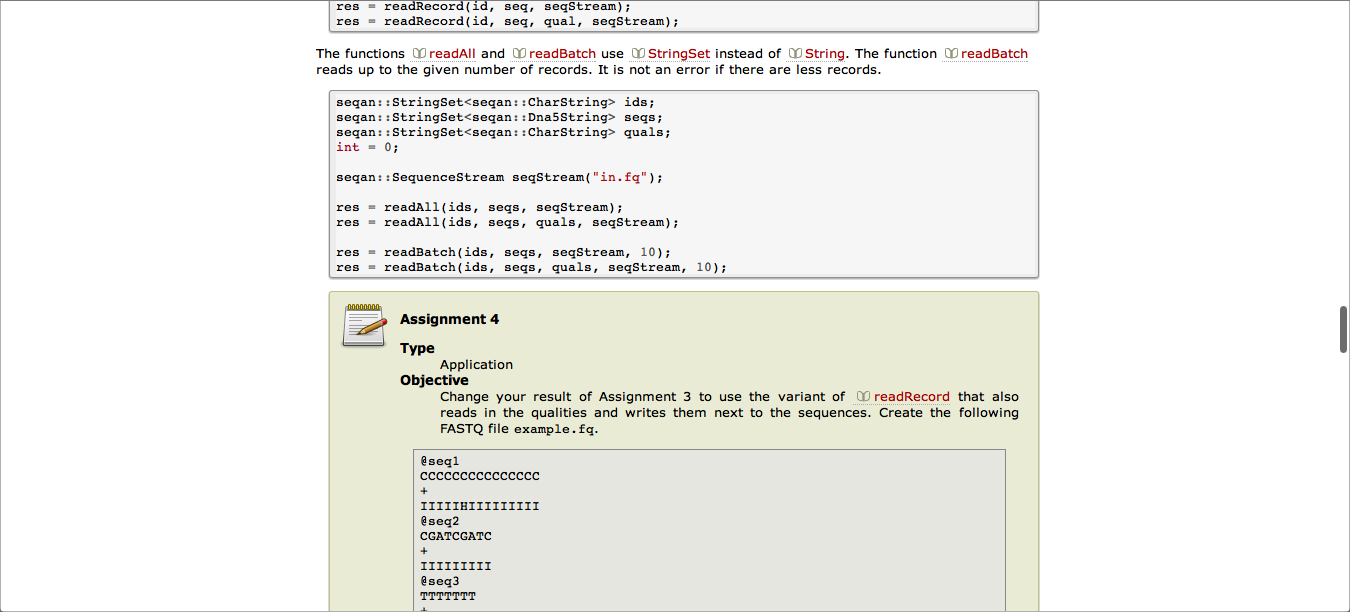 res = readRecord(id, seq, seqStream);
res = readRecord(id, seq, qual, seqStream);
The functions readAll and readBatch use StringSet instead of String. The function readBatch
reads up to the given number of records. It is not an error if there are less records.
seqan::StringSet<seqan::CharString> ids;
seqan::StringSet<seqan::Dna5String> seqs;
seqan::StringSet<seqan::CharString> quals;
int = 0;
seqan::SequenceStream seqStream("in.fq");
res = readAll(ids, seqs, seqStream);
res = readAll(ids, seqs, quals, seqStream);
res = readBatch(ids, seqs, seqStream, 10);
res = readBatch(ids, seqs, quals, seqStream, 10);
Assignment 4
Type
Application
Objective
Change your result of Assignment 3 to use the variant of readRecord that also
reads in the qualities and writes them next to the sequences. Create the following
FASTQ file example.fq.
@seq1
CCCCCCCCCCCCCCC
+
IIIIIHIIIIIIIII
@seq2
CGATCGATC
+
IIIIIIIII
@seq3
TTTTTTT
+